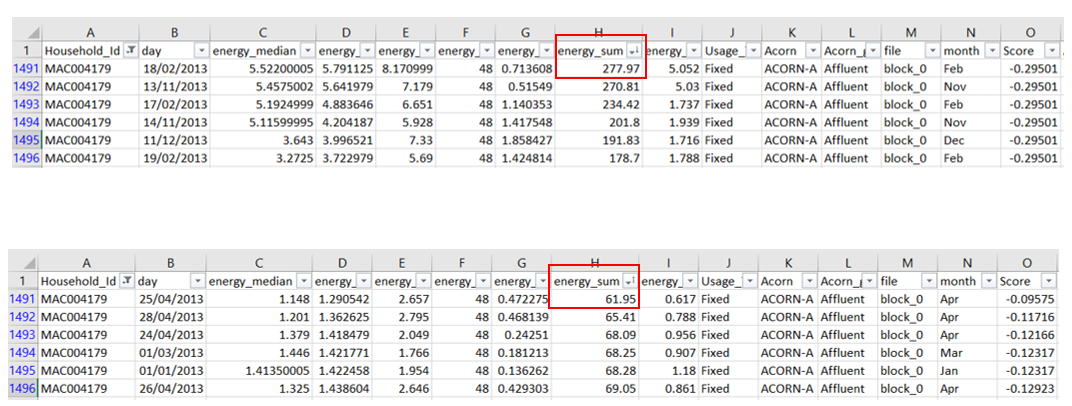 A B C D E F G H I J K L M N O
1 Household_Id day energy_median energy_ energy_ energy_ energy_ energy_sum energy_ Usage_ Acorn Acorn_ file month Score
1491 MAC004179 18/02/2013 5.52200005 5.791125 8.170999 48 0.713608 277.97 5.052 Fixed ACORN-A Affluent block_0 Feb -0.29501
1492 MAC004179 13/11/2013 5.4575002 5.641979 7.179 48 0.51549 270.81 5.03 Fixed ACORN-A Affluent block_0 Nov -0.29501
1493 MAC004179 17/02/2013 5.1924999 4.883646 6.651 48 1.140353 234.42 1.737 Fixed ACORN-A Affluent block_0 Feb -0.29501
1494 MAC004179 14/11/2013 5.11599995 4.204187 5.928 48 1.417548 201.8 1.939 Fixed ACORN-A Affluent block_0 Nov -0.29501
1495 MAC004179 11/12/2013 3.643 3.996521 7.33 48 1.858427 191.83 1.716 Fixed ACORN-A Affluent block_0 Dec -0.29501
1496 MAC004179 19/02/2013 3.2725 3.722979 5.69 48 1.424814 178.7 1.788 Fixed ACORN-A Affluent block_0 Feb -0.29501
A B C D E F G H I J K L M N O
1 Household_Id day energy_median energy_ energy_ energy_ energy_ energy_sum energy_ Usage_ Acorn Acorn_ file month Score
1491 MAC004179 25/04/2013 1.148 1.290542 2.657 48 0.472275 61.95 0.617 Fixed ACORN-A Affluent block_0 Apr -0.09575
1492 MAC004179 28/04/2013 1.201 1.362625 2.795 48 0.468139 65.41 0.788 Fixed ACORN-A Affluent block_0 Apr -0.11716
1493 MAC004179 24/04/2013 1.379 1.418479 2.049 48 0.24251 68.09 0.956 Fixed ACORN-A Affluent block_0 Apr -0.12166
1494 MAC004179 01/03/2013 1.446 1.421771 1.766 48 0.181213 68.25 0.907 Fixed ACORN-A Affluent block_0 Mar -0.12317
1495 MAC004179 01/01/2013 1.41350005 1.422458 1.954 48 0.136262 68.28 1.18 Fixed ACORN-A Affluent block_0 Jan -0.12317
1496 MAC004179 26/04/2013 1.325 1.438604 2.646 48 0.429303 69.05 0.861 Fixed ACORN-A Affluent block_0 Apr -0.12923